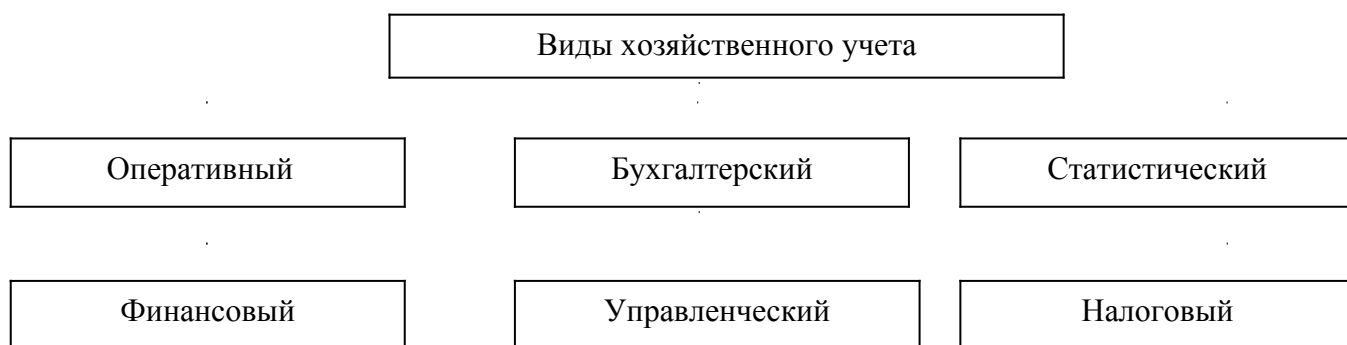 Виды хозяйственного учета
Оперативный Бухгалтерский Статистический
Финансовый Управленческий Налоговый